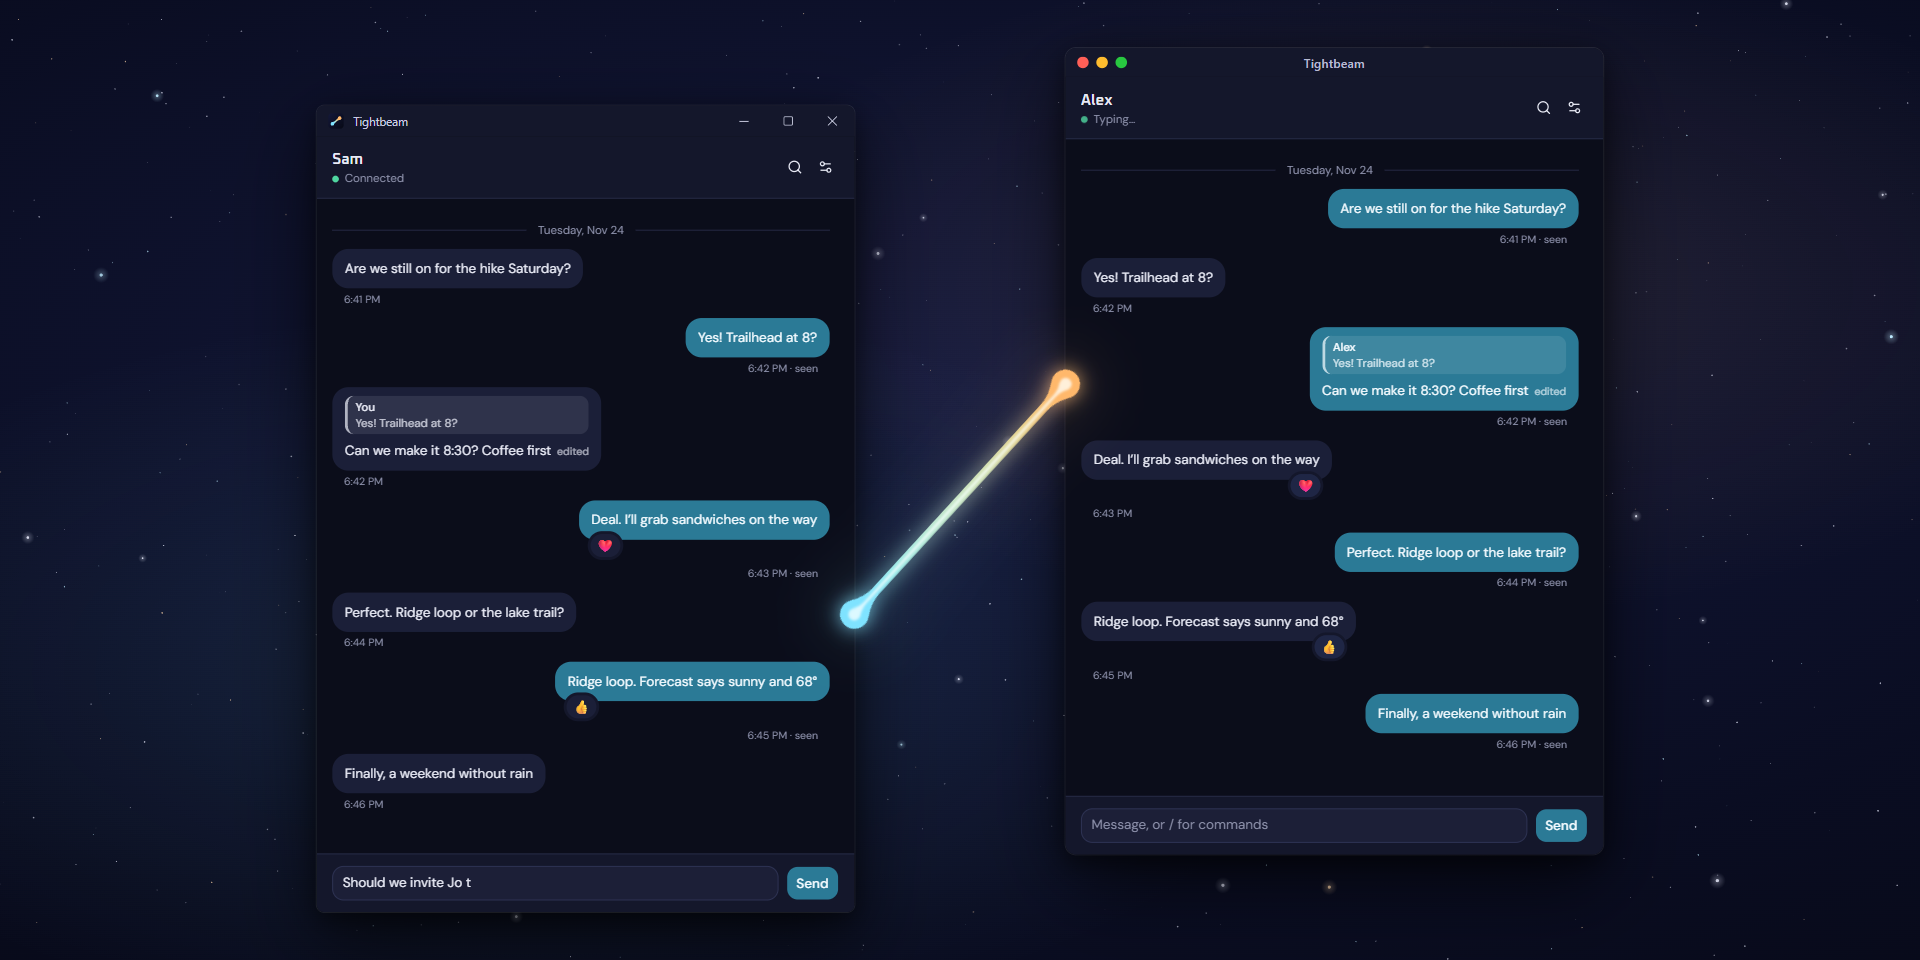 Tightbeam
Sam
Connected
Tuesday, Nov 24
Are we still on for the hike Saturday?
6:41 PM
Yes! Trailhead at 8?
6:42 PM · seen
You
Yes! Trailhead at 8?
Can we make it 8:30? Coffee first edited
6:42 PM
Deal. I'll grab sandwiches on the way
6:43 PM · seen
Perfect. Ridge loop or the lake trail?
6:44 PM
Ridge loop. Forecast says sunny and 68°
6:45 PM · seen
Finally, a weekend without rain
6:46 PM
Should we invite Jo t
Send
Tightbeam
Alex
Typing...
Tuesday, Nov 24
Are we still on for the hike Saturday?
6:41 PM · seen
Yes! Trailhead at 8?
6:42 PM
Alex
Yes! Trailhead at 8?
Can we make it 8:30? Coffee first edited
6:42 PM · seen
Deal. I'll grab sandwiches on the way
6:43 PM
Perfect. Ridge loop or the lake trail?
6:44 PM · seen
Ridge loop. Forecast says sunny and 68°
6:45 PM
Finally, a weekend without rain
6:46 PM · seen
Message, or / for commands
Send